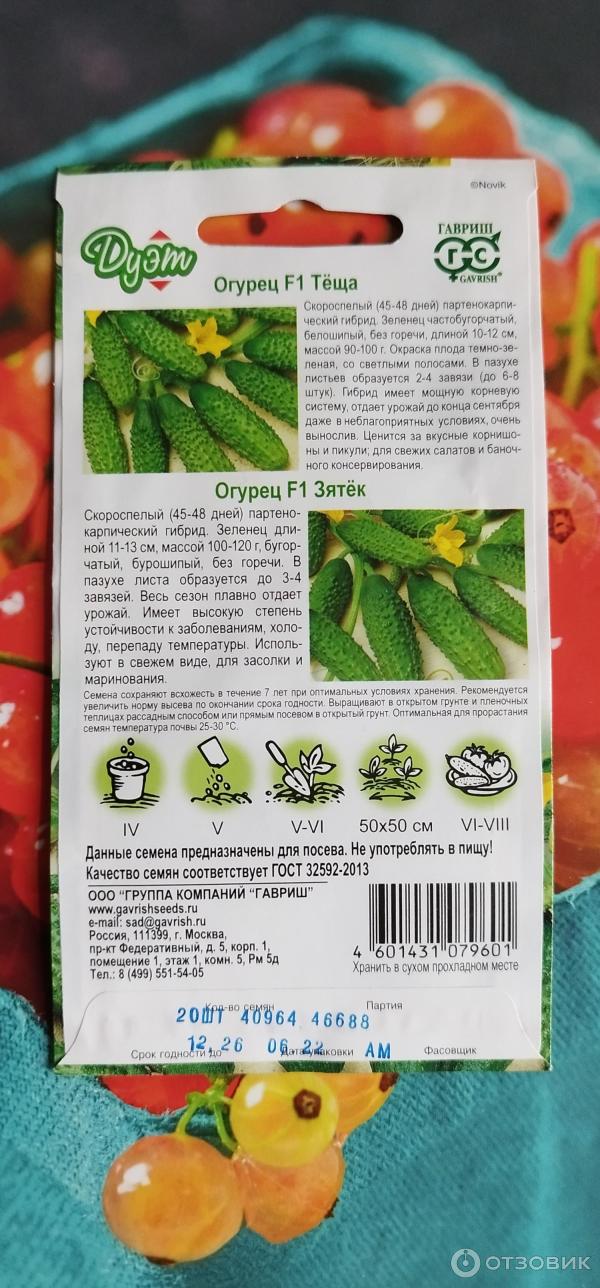 ©Novik
Дуэт
ГАВРИШ
Г-С
GAVRISH®
Огурец F1 Тёща
Скороспелый (45-48 дней) партенокарпи-
ческий гибрид. Зеленец частобугорчатый,
белошипый, без горечи, длиной 10-12 см,
массой 90-100 г. Окраска плода темно-зе-
леная, со светлыми полосами. В пазухе
листьев образуется 2-4 завязи (до 6-8
штук). Гибрид имеет мощную корневую
систему, отдает урожай до конца сентября
даже в неблагоприятных условиях, очень
вынослив. Ценится за вкусные корнишо-
ны и пикули; для свежих салатов и баноч-
ного консервирования.
Огурец F1 Зятёк
Скороспелый (45-48 дней) партено-
карпический гибрид. Зеленец дли-
ной 11-13 см, массой 100-120 г, бугор-
чатый, бурошипый, без горечи. В
пазухе листа образуется до 3-4
завязей. Весь сезон плавно отдает
урожай. Имеет высокую степень
устойчивости к заболеваниям, холо-
ду, перепаду температуры. Исполь-
зуют в свежем виде, для засолки и
маринования.
Семена сохраняют всхожесть в течение 7 лет при оптимальных условиях хранения. Рекомендуется
увеличить норму высева по окончании срока годности. Выращивают в открытом грунте и пленочных
теплицах рассадным способом или прямым посевом в открытый грунт. Оптимальная для прорастания
семян температура почвы 25-30 °C.
IV V V-VI 50x50 см VI-VIII
Данные семена предназначены для посева. Не употреблять в пищу!
Качество семян соответствует ГОСТ 32592-2013
ООО "ГРУППА КОМПАНИЙ "ГАВРИШ"
www.gavrishseeds.ru
e-mail: sad@gavrish.ru
Россия, 111399, г. Москва,
пр-кт Федеративный, д. 5, корп. 1,
помещение 1, этаж 1, комн. 5, Рм 5д
Тел.: 8 (499) 551-54-05
4 601431 079601
Хранить в сухом прохладном месте
Кол-во семян Партия
20ШТ 40964 46688
12.26 06.22 АМ
Срок годности до Дата упаковки Фасовщик
ОТЗОВИК